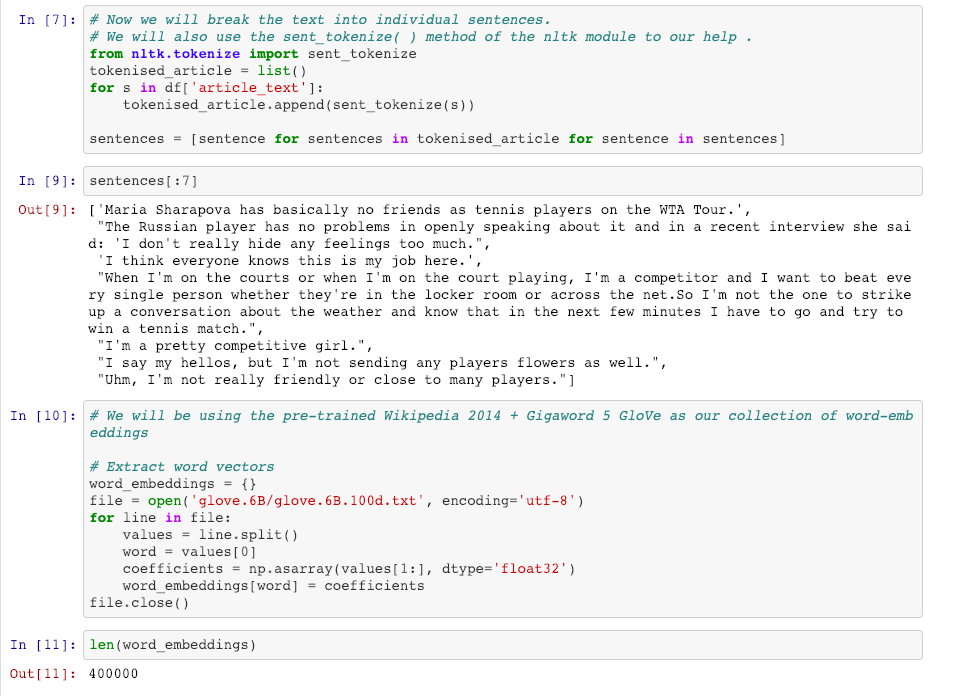 In [7]: # Now we will break the text into individual sentences.
# We will also use the sent_tokenize( ) method of the nltk module to our help .
from nltk.tokenize import sent_tokenize
tokenised_article = list()
for s in df['article_text']:
    tokenised_article.append(sent_tokenize(s))

sentences = [sentence for sentences in tokenised_article for sentence in sentences]
In [9]: sentences[:7]
Out[9]: ['Maria Sharapova has basically no friends as tennis players on the WTA Tour.',
 "The Russian player has no problems in openly speaking about it and in a recent interview she sai
d: 'I don't really hide any feelings too much.",
 'I think everyone knows this is my job here.',
 "When I'm on the courts or when I'm on the court playing, I'm a competitor and I want to beat eve
ry single person whether they're in the locker room or across the net.So I'm not the one to strike
up a conversation about the weather and know that in the next few minutes I have to go and try to
win a tennis match.",
 "I'm a pretty competitive girl.",
 "I say my hellos, but I'm not sending any players flowers as well.",
 "Uhm, I'm not really friendly or close to many players."]
In [10]: # We will be using the pre-trained Wikipedia 2014 + Gigaword 5 GloVe as our collection of word-emb
eddings

# Extract word vectors
word_embeddings = {}
file = open('glove.6B/glove.6B.100d.txt', encoding='utf-8')
for line in file:
    values = line.split()
    word = values[0]
    coefficients = np.asarray(values[1:], dtype='float32')
    word_embeddings[word] = coefficients
file.close()
In [11]: len(word_embeddings)
Out[11]: 400000